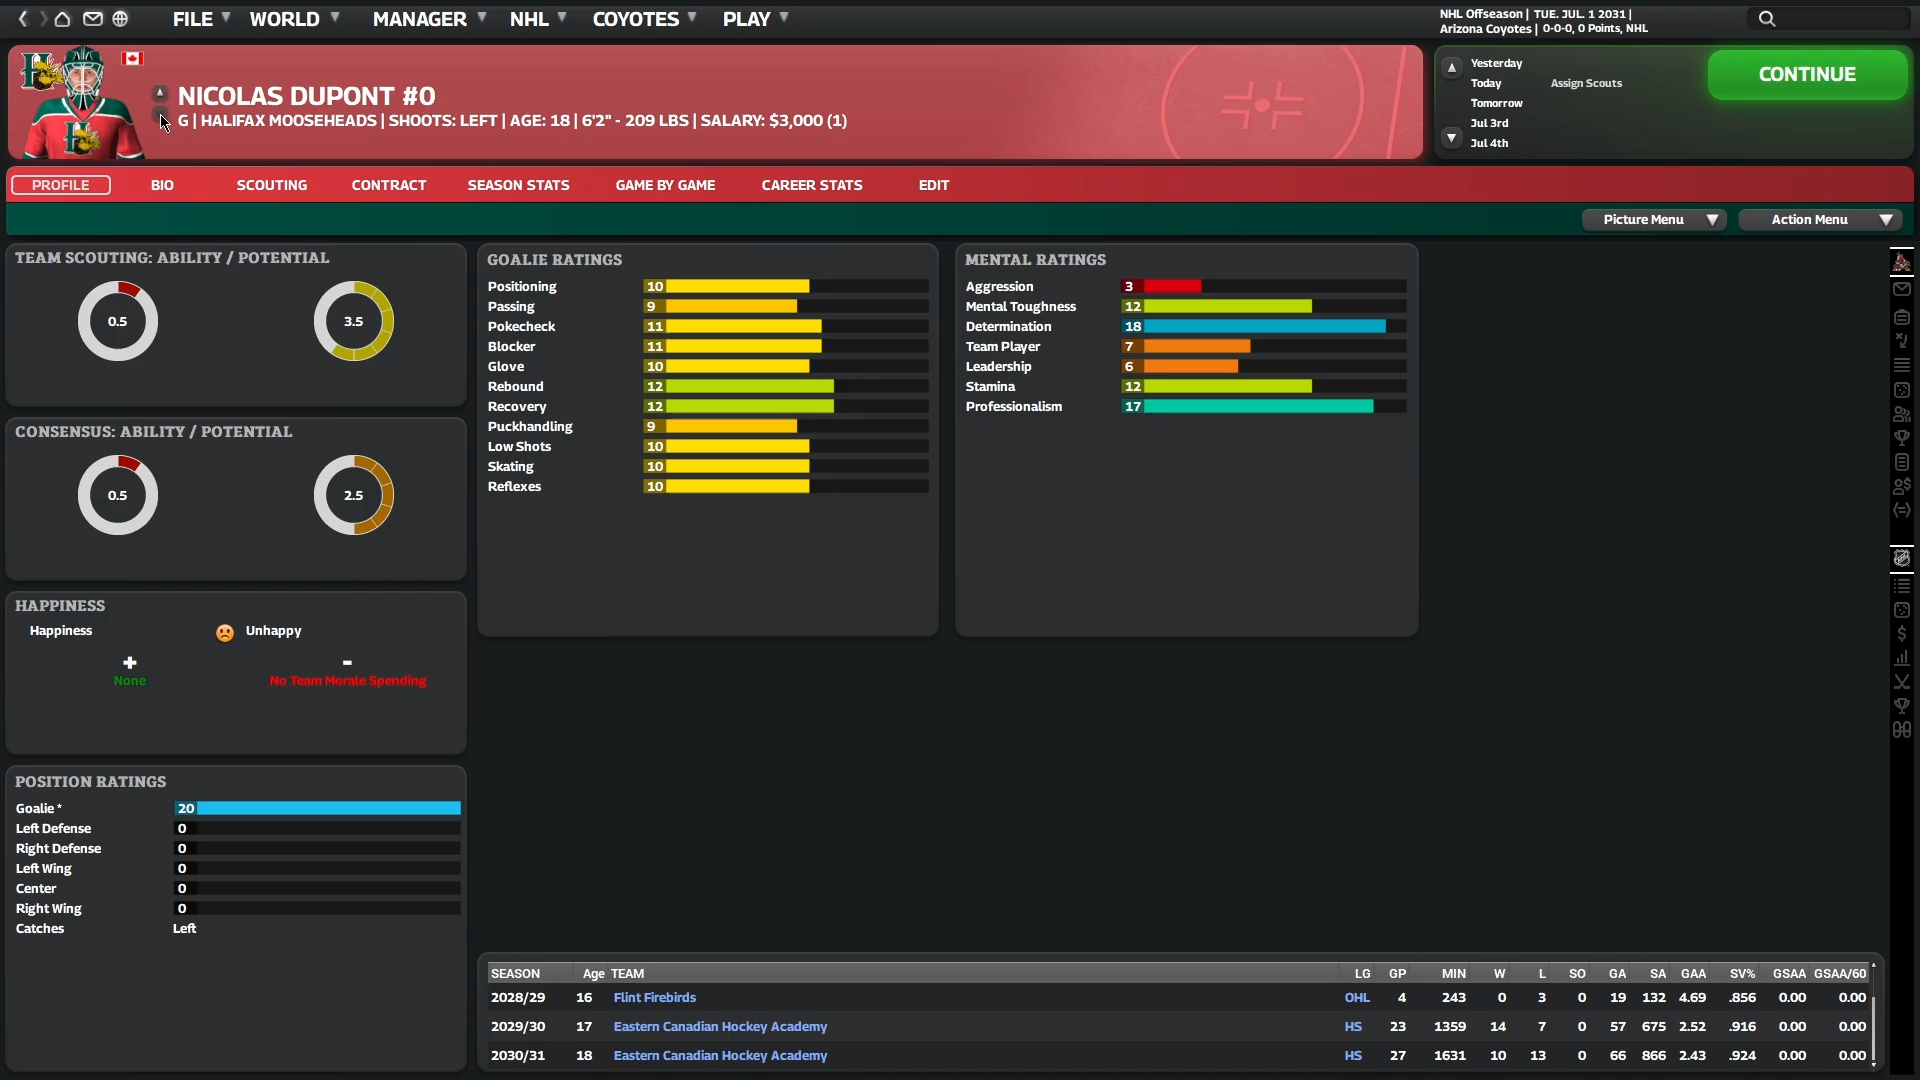 FILE WORLD MANAGER NHL COYOTES PLAY
NHL Offseason | TUE. JUL. 1 2031 |
Arizona Coyotes | 0-0-0, 0 Points, NHL
NICOLAS DUPONT #0
G | HALIFAX MOOSEHEADS | SHOOTS: LEFT | AGE: 18 | 6'2" - 209 LBS | SALARY: $3,000 (1)
Yesterday
Today Assign Scouts
Tomorrow
Jul 3rd
Jul 4th
CONTINUE
PROFILE BIO SCOUTING CONTRACT SEASON STATS GAME BY GAME CAREER STATS EDIT
Picture Menu Action Menu
TEAM SCOUTING: ABILITY / POTENTIAL
0.5 3.5
CONSENSUS: ABILITY / POTENTIAL
0.5 2.5
HAPPINESS
Happiness Unhappy
+ -
None No Team Morale Spending
POSITION RATINGS
Goalie * 20
Left Defense 0
Right Defense 0
Left Wing 0
Center 0
Right Wing 0
Catches Left
GOALIE RATINGS
Positioning 10
Passing 9
Pokecheck 11
Blocker 11
Glove 10
Rebound 12
Recovery 12
Puckhandling 9
Low Shots 10
Skating 10
Reflexes 10
MENTAL RATINGS
Aggression 3
Mental Toughness 12
Determination 18
Team Player 7
Leadership 6
Stamina 12
Professionalism 17
SEASON Age TEAM LG GP MIN W L SO GA SA GAA SV% GSAA GSAA/60
2028/29 16 Flint Firebirds OHL 4 243 0 3 0 19 132 4.69 .856 0.00 0.00
2029/30 17 Eastern Canadian Hockey Academy HS 23 1359 14 7 0 57 675 2.52 .916 0.00 0.00
2030/31 18 Eastern Canadian Hockey Academy HS 27 1631 10 13 0 66 866 2.43 .924 0.00 0.00